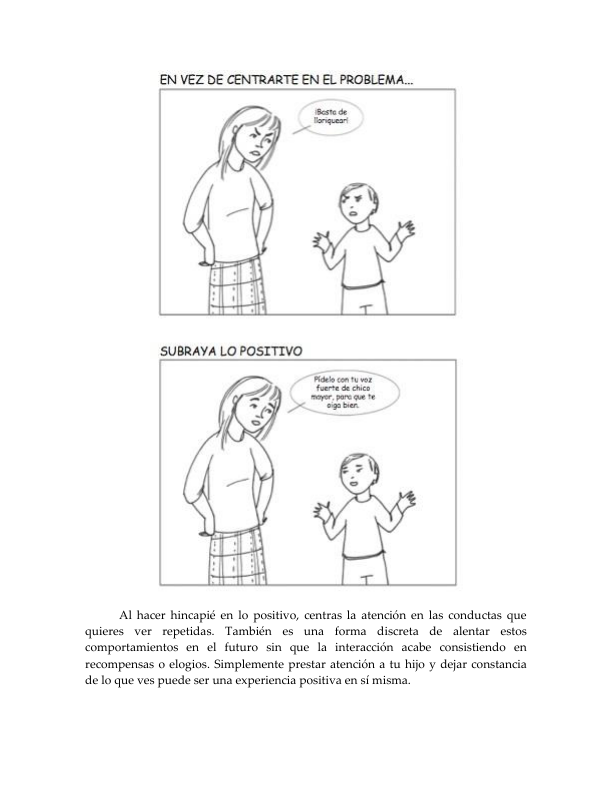 EN VEZ DE CENTRARTE EN EL PROBLEMA...
¡Basta de
lloriquear!
SUBRAYA LO POSITIVO
Pídelo con tu voz
fuerte de chico
mayor, para que te
oiga bien.
Al hacer hincapié en lo positivo, centras la atención en las conductas que
quieres ver repetidas. También es una forma discreta de alentar estos
comportamientos en el futuro sin que la interacción acabe consistiendo en
recompensas o elogios. Simplemente prestar atención a tu hijo y dejar constancia
de lo que ves puede ser una experiencia positiva en sí misma.